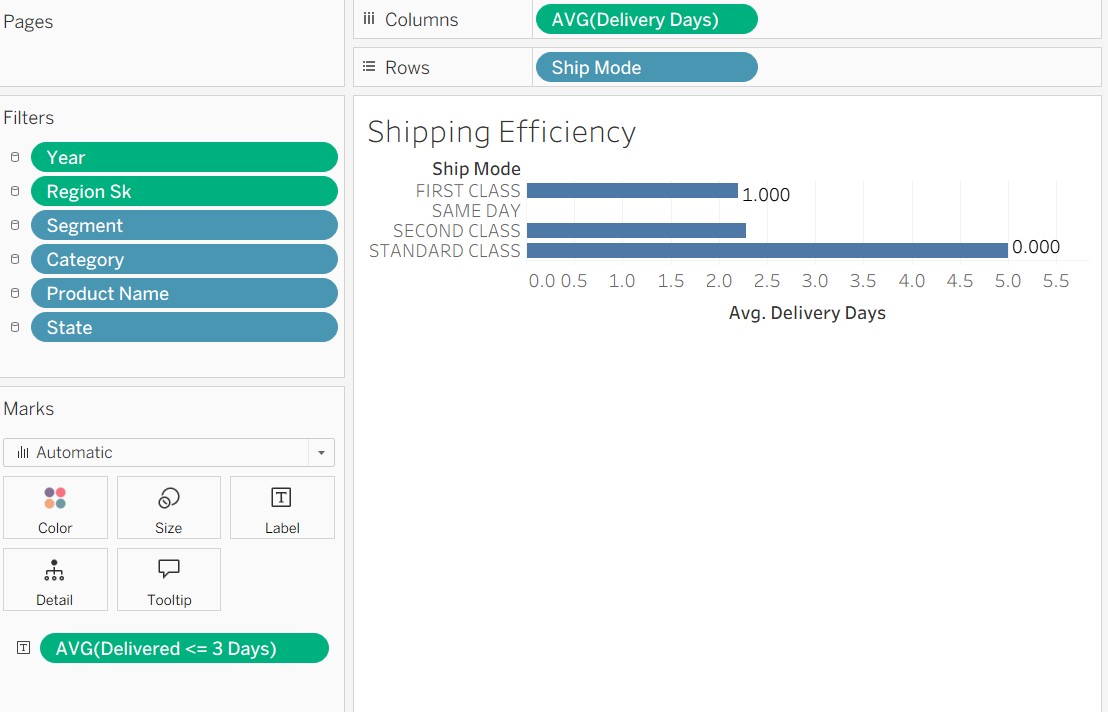 Pages
Columns
AVG(Delivery Days)
Rows
Ship Mode
Filters
Year
Region Sk
Segment
Category
Product Name
State
Marks
Automatic
Color
Size
Label
Detail
Tooltip
AVG(Delivered <= 3 Days)
Shipping Efficiency
Ship Mode
FIRST CLASS 1.000
SAME DAY
SECOND CLASS
STANDARD CLASS 0.000
0.0 0.5 1.0 1.5 2.0 2.5 3.0 3.5 4.0 4.5 5.0 5.5
Avg. Delivery Days